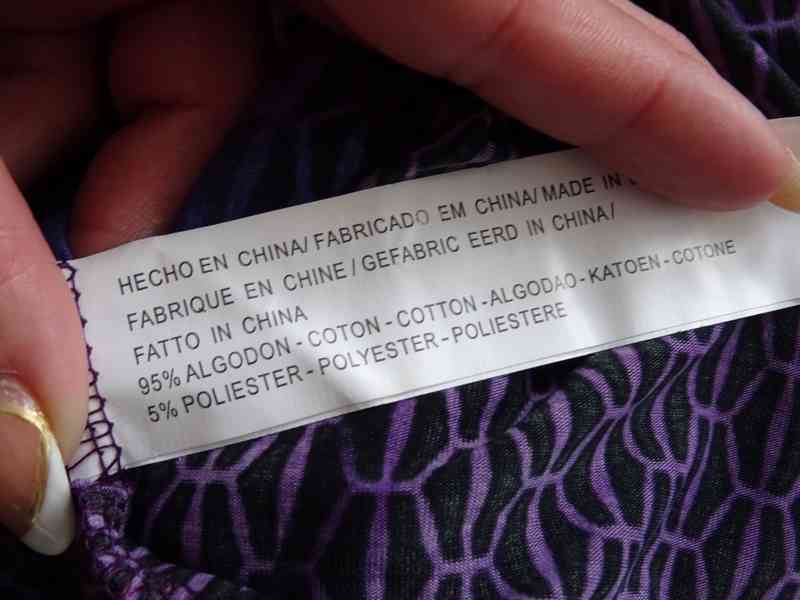 HECHO EN CHINA/ FABRICADO EM CHINA/ MADE IN
FABRIQUE EN CHINE / GEFABRIC EERD IN CHINA /
FATTO IN CHINA
95% ALGODON - COTON - COTTON - ALGODAO - KATOEN - COTONE
5% POLIESTER - POLYESTER - POLIESTERE